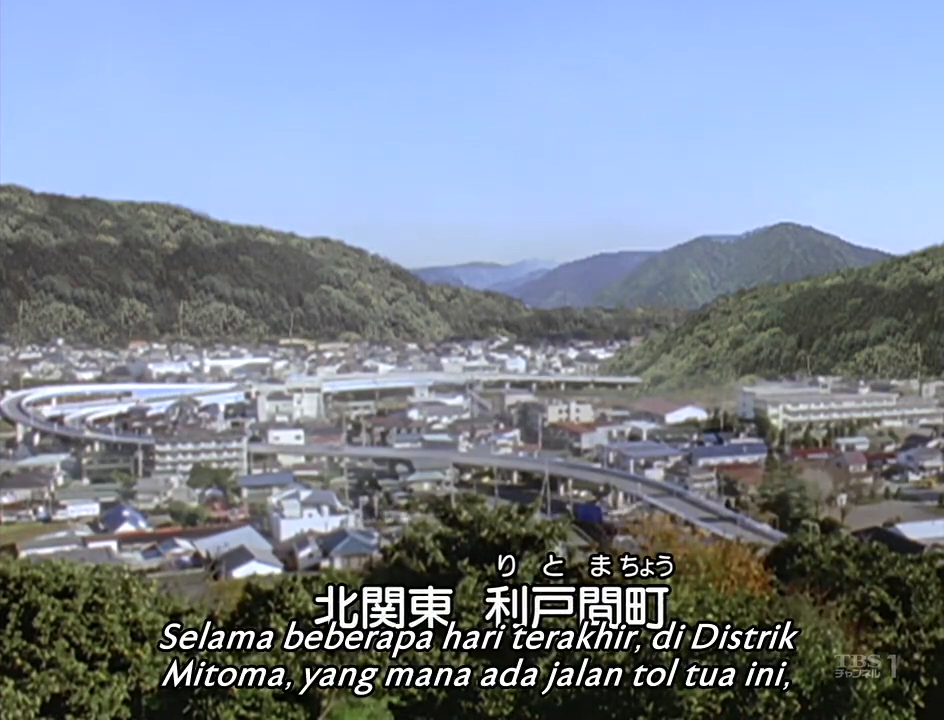 りとまちょう
北関東 利戸間町
Selama beberapa hari terakhir, di Distrik
Mitoma, yang mana ada jalan tol tua ini,
TBS 1
チャンネル